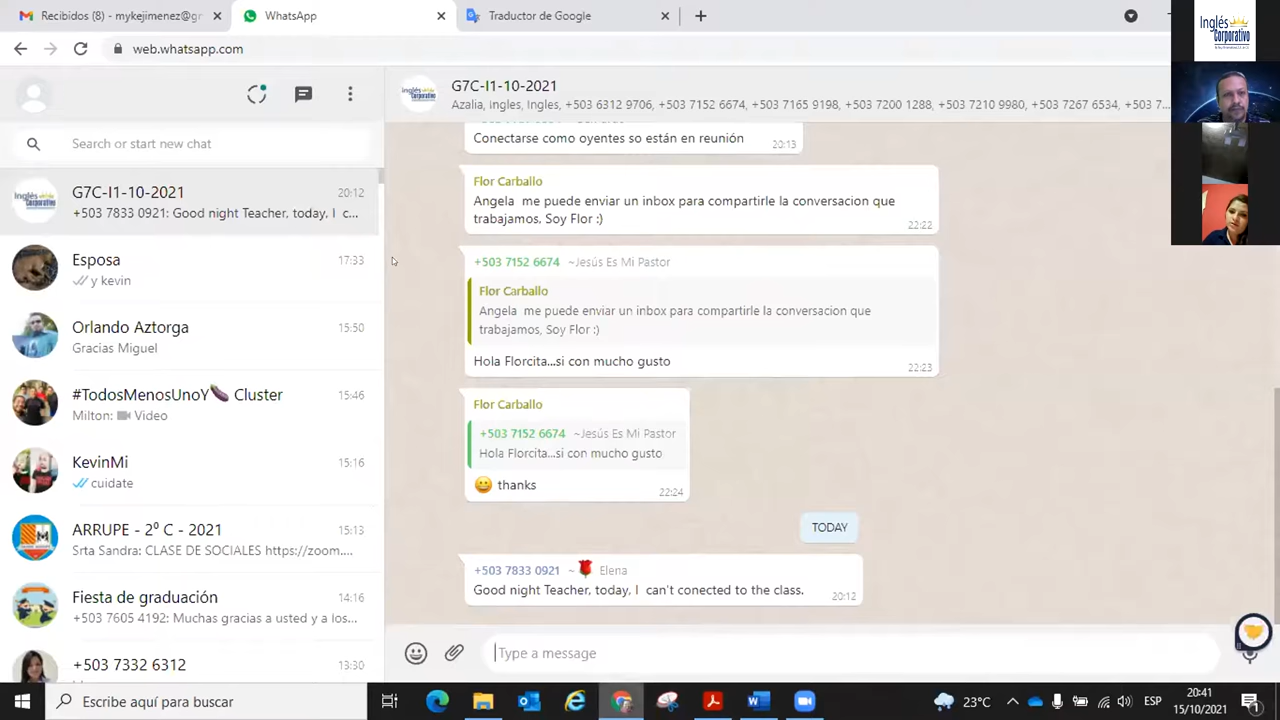 Recibidos (8) - mykejimenez@gr
WhatsApp
Traductor de Google
web.whatsapp.com
Search or start new chat
G7C-I1-10-2021
20:12
+503 7833 0921: Good night Teacher, today, I c...
Esposa
17:33
y kevin
Orlando Aztorga
15:50
Gracias Miguel
#TodosMenosUnoY🍆 Cluster
15:46
Milton: Video
KevinMi
15:16
cuidate
ARRUPE - 2⁰ C - 2021
15:13
Srta Sandra: CLASE DE SOCIALES https://zoom....
Fiesta de graduación
14:16
+503 7605 4192: Muchas gracias a usted y a los...
+503 7332 6312
13:30
G7C-I1-10-2021
Azalia, Ingles, Ingles, +503 6312 9706, +503 7152 6674, +503 7165 9198, +503 7200 1288, +503 7210 9980, +503 7267 6534, +503 7...
Conectarse como oyentes so están en reunión
20:13
Flor Carballo
Angela me puede enviar un inbox para compartirle la conversacion que
trabajamos, Soy Flor :)
22:22
+503 7152 6674 ~Jesús Es Mi Pastor
Flor Carballo
Angela me puede enviar un inbox para compartirle la conversacion que
trabajamos, Soy Flor :)
Hola Florcita...si con mucho gusto
22:23
Flor Carballo
+503 7152 6674 ~Jesús Es Mi Pastor
Hola Florcita...si con mucho gusto
😀 thanks
22:24
TODAY
+503 7833 0921 ~🌹 Elena
Good night Teacher, today, I can't conected to the class.
20:12
Type a message
Inglés
Corporativo
Escribe aquí para buscar
23°C
ESP
20:41
15/10/2021